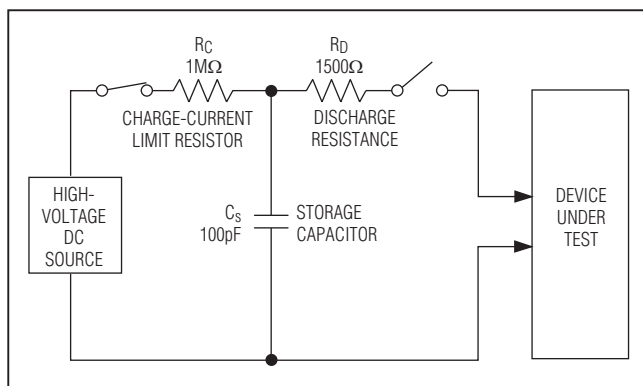 RC
1MΩ
CHARGE-CURRENT
LIMIT RESISTOR
RD
1500Ω
DISCHARGE
RESISTANCE
HIGH-
VOLTAGE
DC
SOURCE
CS
100pF
STORAGE
CAPACITOR
DEVICE
UNDER
TEST